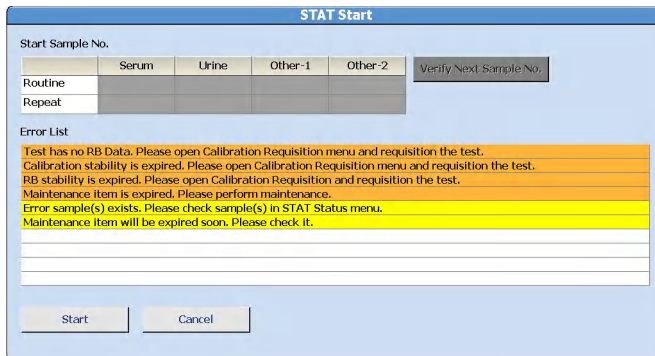 STAT Start
Start Sample No.
Serum Urine Other-1 Other-2 Verify Next Sample No.
Routine
Repeat
Error List
Test has no RB Data. Please open Calibration Requisition menu and requisition the test.
Calibration stability is expired. Please open Calibration Requisition menu and requisition the test.
RB stability is expired. Please open Calibration Requisition and requisition the test.
Maintenance item is expired. Please perform maintenance.
Error sample(s) exists. Please check sample(s) in STAT Status menu.
Maintenance item will be expired soon. Please check it.
Start Cancel